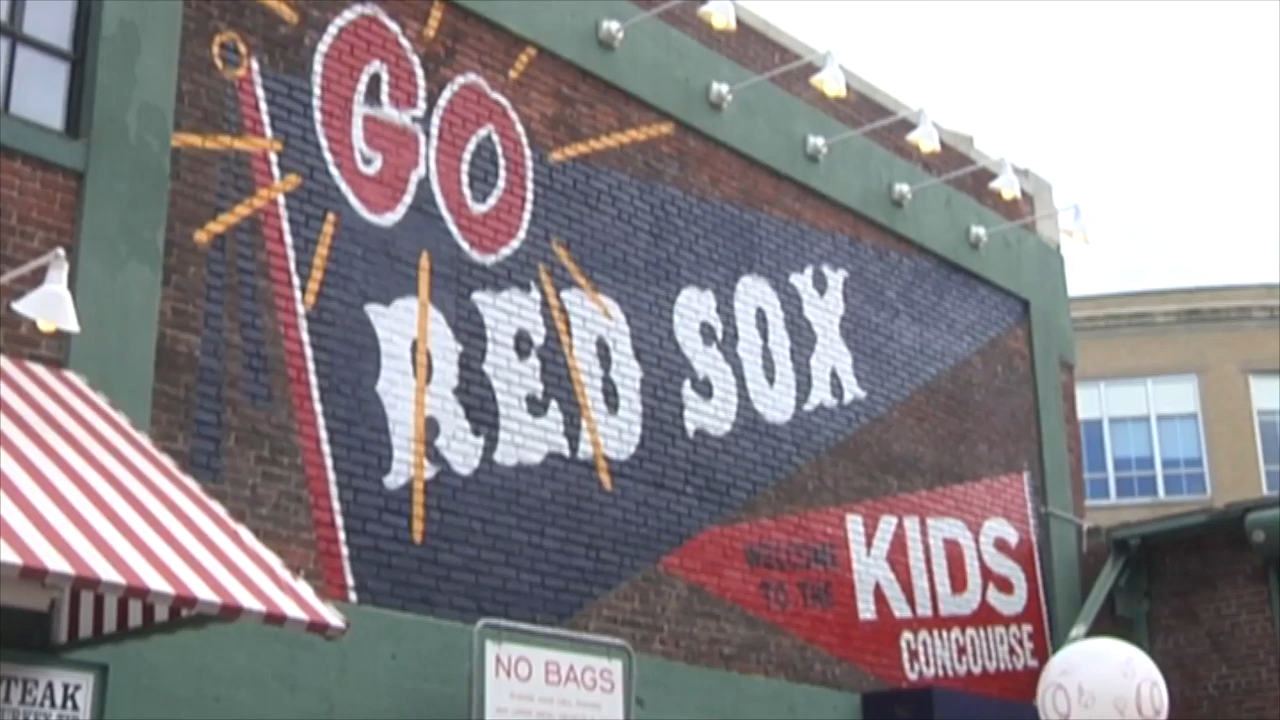 GO
RED SOX
WELCOME
TO THE
KIDS
CONCOURSE
NO BAGS
TEAK